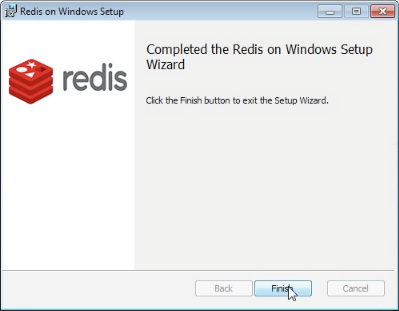 Redis on Windows Setup
Completed the Redis on Windows Setup
Wizard
redis
Click the Finish button to exit the Setup Wizard.
Back
Finish
Cancel